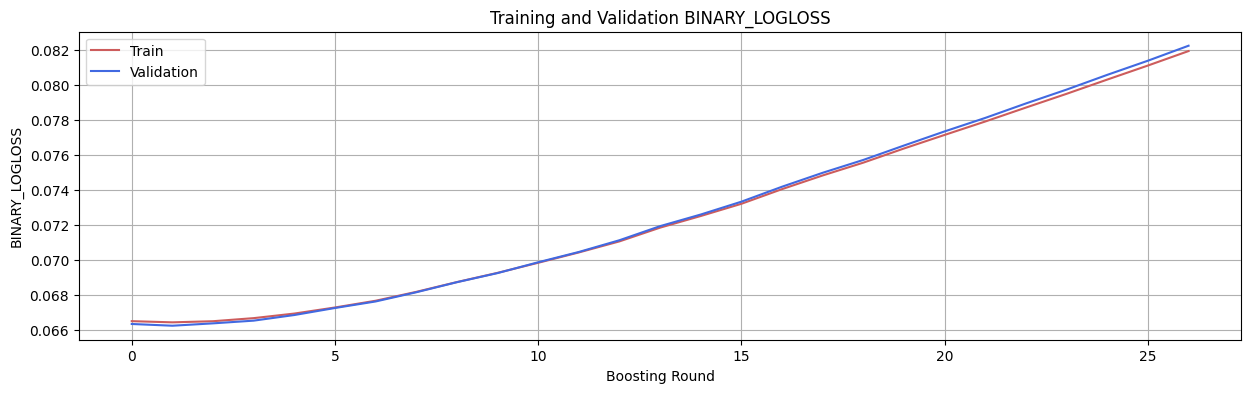 Training and Validation BINARY_LOGLOSS
Train
Validation
BINARY_LOGLOSS
0.082
0.080
0.078
0.076
0.074
0.072
0.070
0.068
0.066
0 5 10 15 20 25
Boosting Round